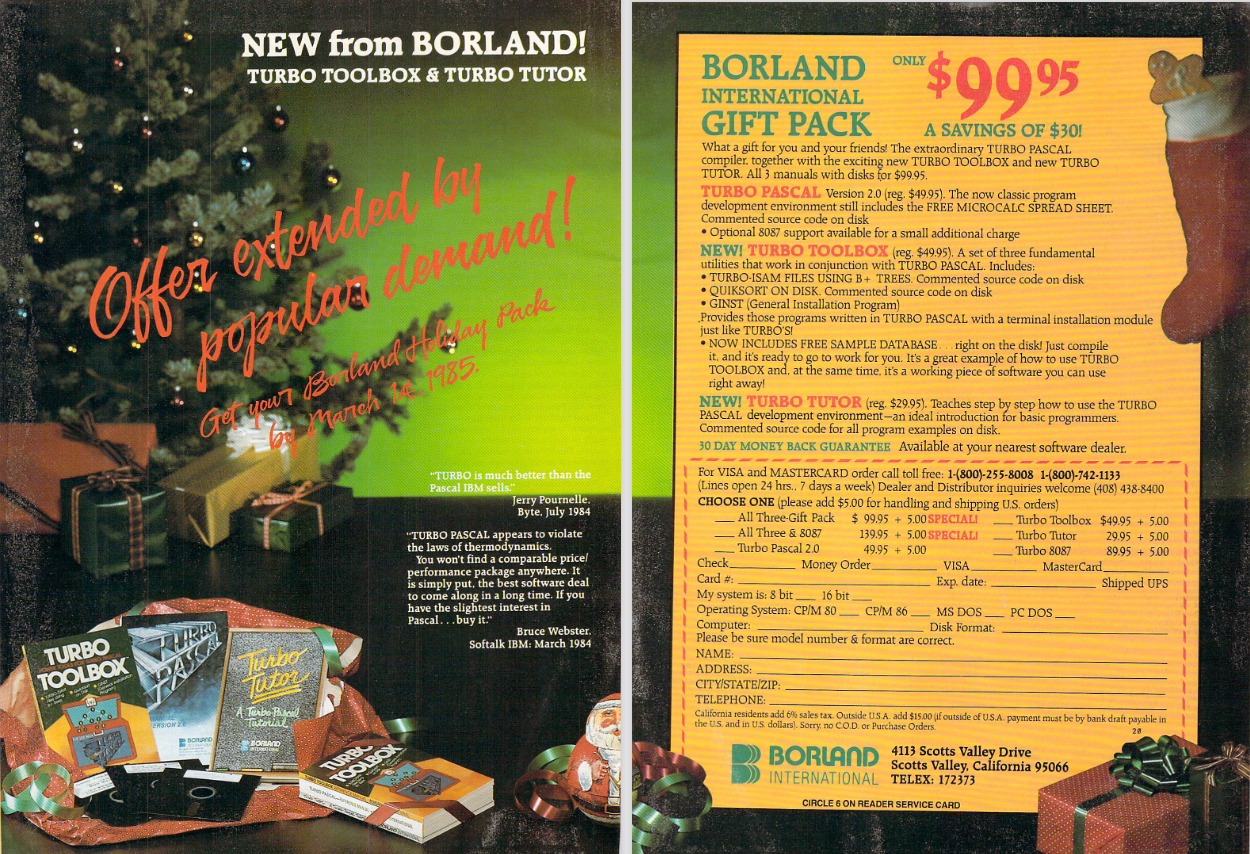 NEW from BORLAND!
TURBO TOOLBOX & TURBO TUTOR
Offer extended by
popular demand!
Get your Borland Holiday Pack
by March 1st, 1985.
"TURBO is much better than the
Pascal IBM sells."
Jerry Pournelle,
Byte, July 1984
"TURBO PASCAL appears to violate
the laws of thermodynamics.
You won't find a comparable price/
performance package anywhere. It
is simply put, the best software deal
to come along in a long time. If you
have the slightest interest in
Pascal . . . buy it."
Bruce Webster,
Softalk IBM; March 1984
TURBO
TOOLBOX
TURBO
PASCAL
VERSION 2.0
BORLAND
INTERNATIONAL
Turbo
Tutor
A Turbo Pascal
Tutorial
BORLAND
INTERNATIONAL
TURBO
TOOLBOX
BORLAND
INTERNATIONAL
GIFT PACK
ONLY
$99.95
A SAVINGS OF $30!
What a gift for you and your friends! The extraordinary TURBO PASCAL
compiler, together with the exciting new TURBO TOOLBOX and new TURBO
TUTOR. All 3 manuals with disks for $99.95.
TURBO PASCAL Version 2.0 (reg. $49.95). The now classic program
development environment still includes the FREE MICROCALC SPREAD SHEET.
Commented source code on disk
• Optional 8087 support available for a small additional charge
NEW! TURBO TOOLBOX (reg. $49.95). A set of three fundamental
utilities that work in conjunction with TURBO PASCAL. Includes:
• TURBO-ISAM FILES USING B+ TREES. Commented source code on disk
• QUIKSORT ON DISK. Commented source code on disk
• GINST (General Installation Program)
Provides those programs written in TURBO PASCAL with a terminal installation module
just like TURBO'S!
• NOW INCLUDES FREE SAMPLE DATABASE . . . right on the disk! Just compile
it, and it's ready to go to work for you. It's a great example of how to use TURBO
TOOLBOX and, at the same time, it's a working piece of software you can use
right away!
NEW! TURBO TUTOR (reg. $29.95). Teaches step by step how to use the TURBO
PASCAL development environment—an ideal introduction for basic programmers.
Commented source code for all program examples on disk.
30 DAY MONEY BACK GUARANTEE Available at your nearest software dealer.
For VISA and MASTERCARD order call toll free: 1-(800)-255-8008 1-(800)-742-1133
(Lines open 24 hrs., 7 days a week) Dealer and Distributor inquiries welcome (408) 438-8400
CHOOSE ONE (please add $5.00 for handling and shipping U.S. orders)
___ All Three-Gift Pack $ 99.95 + 5.00 SPECIAL! ___ Turbo Toolbox $49.95 + 5.00
___ All Three & 8087 139.95 + 5.00 SPECIAL! ___ Turbo Tutor 29.95 + 5.00
___ Turbo Pascal 2.0 49.95 + 5.00 ___ Turbo 8087 89.95 + 5.00
Check___ Money Order___ VISA___ MasterCard___
Card #: ___ Exp. date: ___ Shipped UPS
My system is: 8 bit ___ 16 bit ___
Operating System: CP/M 80 ___ CP/M 86 ___ MS DOS ___ PC DOS ___
Computer: ___ Disk Format: ___
Please be sure model number & format are correct.
NAME: ___
ADDRESS: ___
CITY/STATE/ZIP: ___
TELEPHONE: ___
California residents add 6% sales tax. Outside U.S.A. add $15.00 (if outside of U.S.A. payment must be by bank draft payable in
the U.S. and in U.S. dollars). Sorry, no C.O.D. or Purchase Orders.
20
BORLAND
INTERNATIONAL
4113 Scotts Valley Drive
Scotts Valley, California 95066
TELEX: 172373
CIRCLE 6 ON READER SERVICE CARD